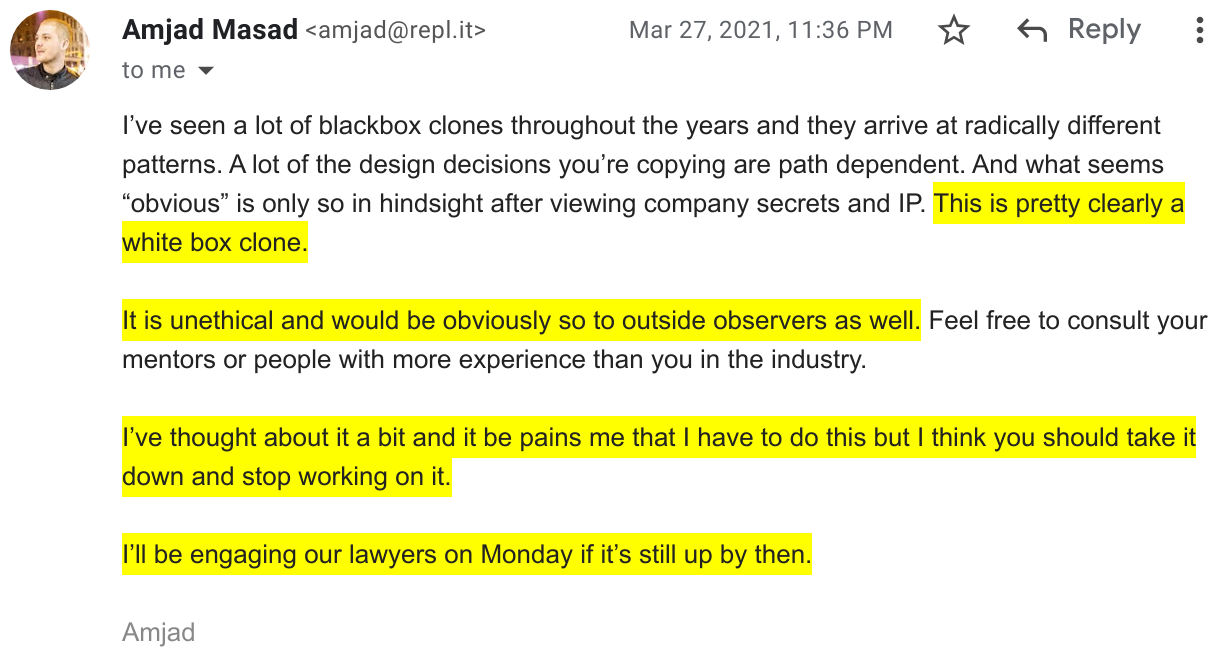 Amjad Masad <amjad@repl.it> Mar 27, 2021, 11:36 PM Reply
to me
I’ve seen a lot of blackbox clones throughout the years and they arrive at radically different
patterns. A lot of the design decisions you’re copying are path dependent. And what seems
“obvious” is only so in hindsight after viewing company secrets and IP. This is pretty clearly a
white box clone.
It is unethical and would be obviously so to outside observers as well. Feel free to consult your
mentors or people with more experience than you in the industry.
I’ve thought about it a bit and it be pains me that I have to do this but I think you should take it
down and stop working on it.
I’ll be engaging our lawyers on Monday if it’s still up by then.
Amjad